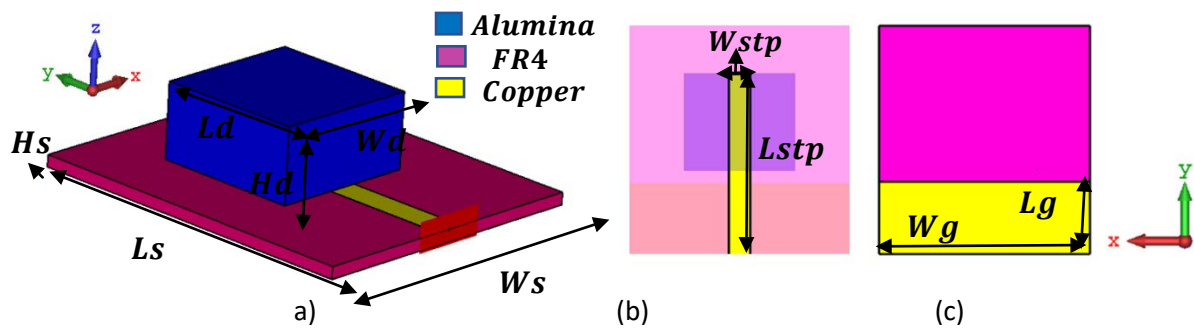 z
y
x
Alumina
FR4
Copper
Hs
Ld
Wd
Hd
Ls
Ws
a)
Wstp
Lstp
(b)
Lg
Wg
y
x
(c)